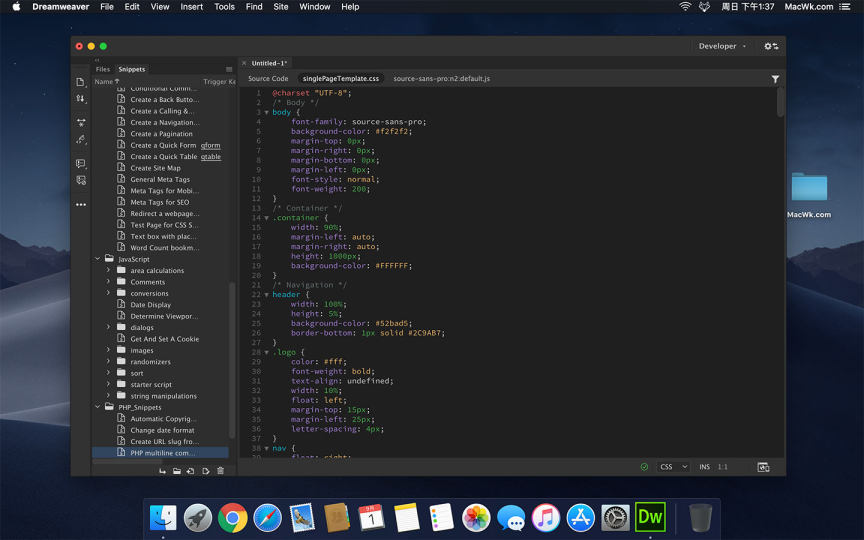 Dreamweaver File Edit View Insert Tools Find Site Window Help 周日 下午1:37 MacWk.com
Developer
Files Snippets
Name Trigger Ke
Conditional Comm...
Create a Back Butto...
Create a Calling &...
Create a Navigation...
Create a Pagination
Create a Quick Form qform
Create a Quick Table qtable
Create Site Map
General Meta Tags
Meta Tags for Mobi...
Meta Tags for SEO
Redirect a webpage...
Test Page for CSS S...
Text box with plac...
Word Count bookm...
JavaScript
area calculations
Comments
conversions
Date Display
Determine Viewpor...
dialogs
Get And Set A Cookie
images
randomizers
sort
starter script
string manipulations
PHP_Snippets
Automatic Copyrig...
Change date format
Create URL slug fro...
PHP multiline com...
Untitled-1*
Source Code singlePageTemplate.css source-sans-pro:n2:default.js
1 @charset "UTF-8";
2 /* Body */
3 body {
4 font-family: source-sans-pro;
5 background-color: #f2f2f2;
6 margin-top: 0px;
7 margin-right: 0px;
8 margin-bottom: 0px;
9 margin-left: 0px;
10 font-style: normal;
11 font-weight: 200;
12 }
13 /* Container */
14 .container {
15 width: 90%;
16 margin-left: auto;
17 margin-right: auto;
18 height: 1000px;
19 background-color: #FFFFFF;
20 }
21 /* Navigation */
22 header {
23 width: 100%;
24 height: 5%;
25 background-color: #52bad5;
26 border-bottom: 1px solid #2C9AB7;
27 }
28 .logo {
29 color: #fff;
30 font-weight: bold;
31 text-align: undefined;
32 width: 10%;
33 float: left;
34 margin-top: 15px;
35 margin-left: 25px;
36 letter-spacing: 4px;
37 }
38 nav {
39 float: right;
CSS INS 1:1
MacWk.com
9月
1
Dw